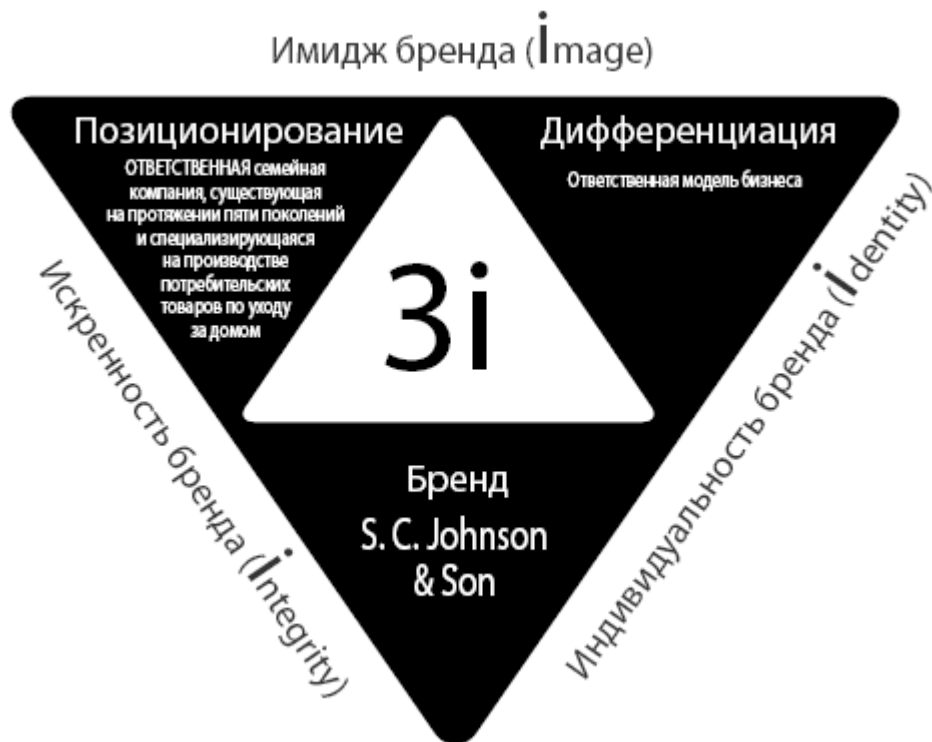 Имидж бренда (image)
Позиционирование
ОТВЕТСТВЕННАЯ семейная
компания, существующая
на протяжении пяти поколений
и специализирующаяся
на производстве
потребительских
товаров по уходу
за домом
Дифференциация
Ответственная модель бизнеса
3i
Искренность бренда (integrity)
Индивидуальность бренда (identity)
Бренд
S. C. Johnson
& Son